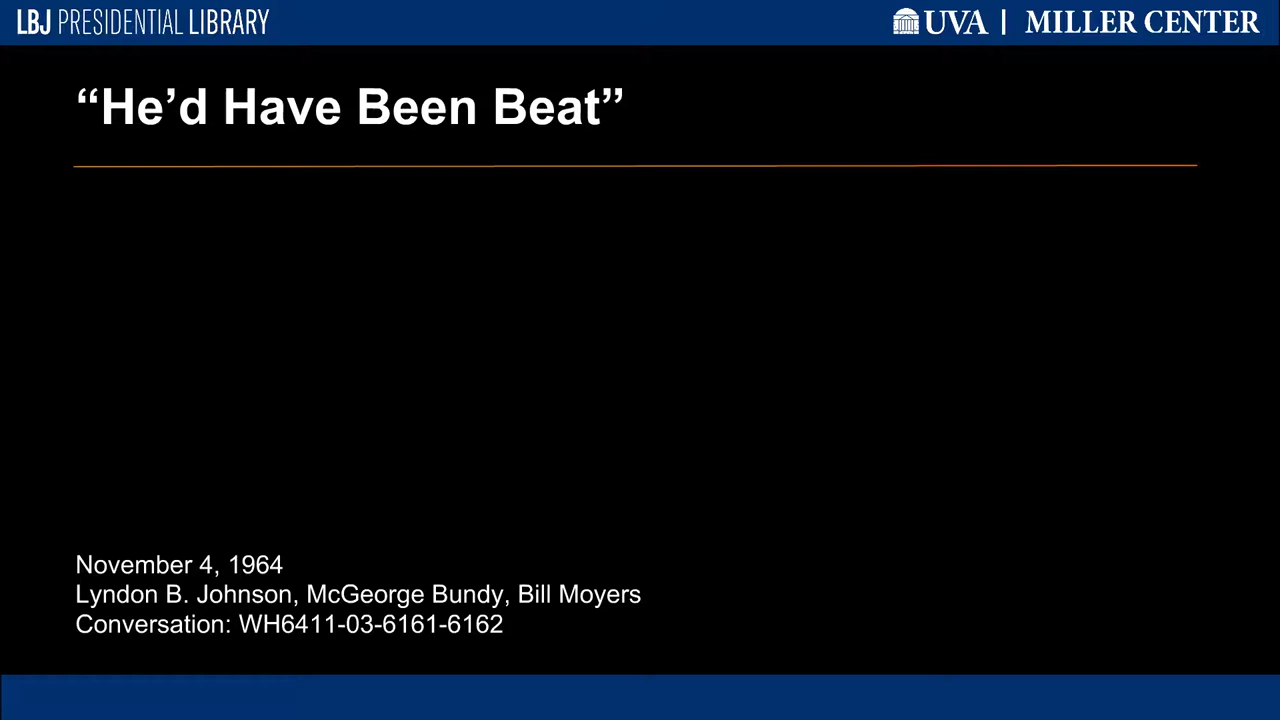 LBJ PRESIDENTIAL LIBRARY
UVA | MILLER CENTER
“He’d Have Been Beat”
November 4, 1964
Lyndon B. Johnson, McGeorge Bundy, Bill Moyers
Conversation: WH6411-03-6161-6162